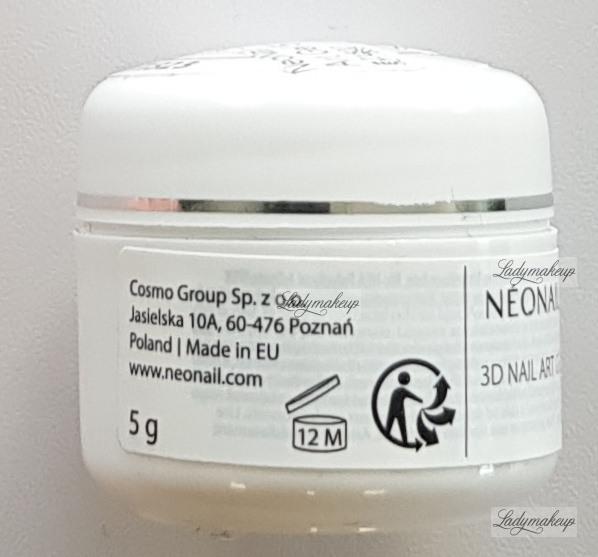 Cosmo Group Sp. z o.o.
Jasielska 10A, 60-476 Poznań
Poland | Made in EU
www.neonail.com
5 g
12 M
NEONAI
3D NAIL ART
Ladymakeup
Ladymakeup
Ladymakeup